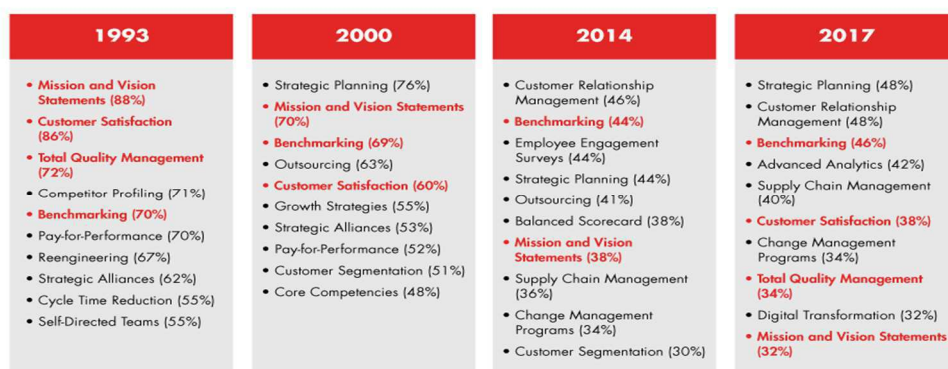 1993
• Mission and Vision
Statements (88%)
• Customer Satisfaction
(86%)
• Total Quality Management
(72%)
• Competitor Profiling (71%)
• Benchmarking (70%)
• Pay-for-Performance (70%)
• Reengineering (67%)
• Strategic Alliances (62%)
• Cycle Time Reduction (55%)
• Self-Directed Teams (55%)
2000
• Strategic Planning (76%)
• Mission and Vision Statements
(70%)
• Benchmarking (69%)
• Outsourcing (63%)
• Customer Satisfaction (60%)
• Growth Strategies (55%)
• Strategic Alliances (53%)
• Pay-for-Performance (52%)
• Customer Segmentation (51%)
• Core Competencies (48%)
2014
• Customer Relationship
Management (46%)
• Benchmarking (44%)
• Employee Engagement
Surveys (44%)
• Strategic Planning (44%)
• Outsourcing (41%)
• Balanced Scorecard (38%)
• Mission and Vision
Statements (38%)
• Supply Chain Management
(36%)
• Change Management
Programs (34%)
• Customer Segmentation (30%)
2017
• Strategic Planning (48%)
• Customer Relationship
Management (48%)
• Benchmarking (46%)
• Advanced Analytics (42%)
• Supply Chain Management
(40%)
• Customer Satisfaction (38%)
• Change Management
Programs (34%)
• Total Quality Management
(34%)
• Digital Transformation (32%)
• Mission and Vision Statements
(32%)